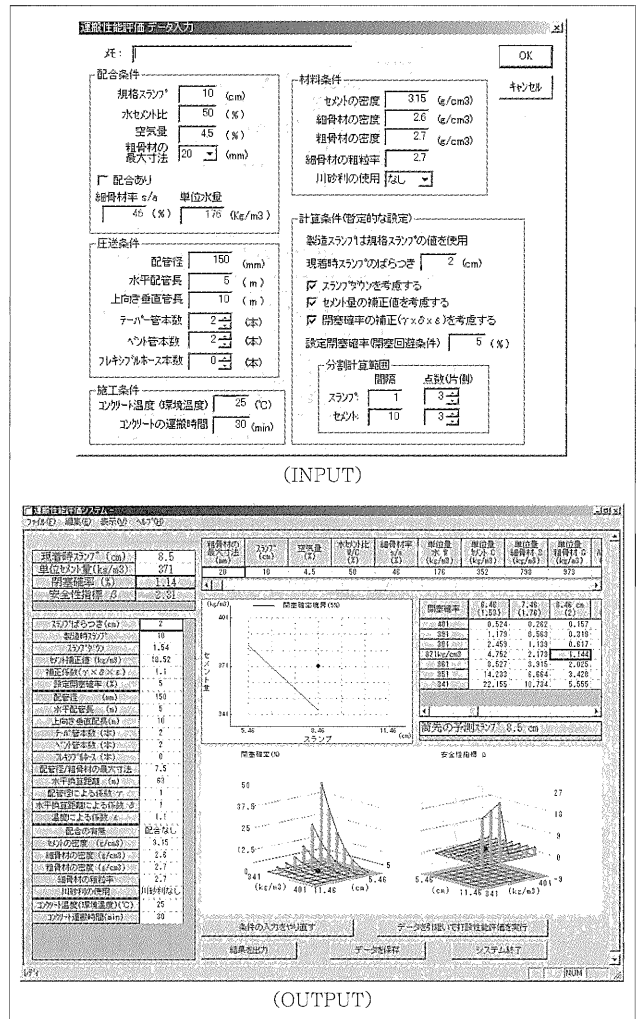 運搬性能評価データ入力
メモ:
OK
キャンセル
配合条件
規格スランプ 10 (cm)
水セメント比 50 (%)
空気量 4.5 (%)
粗骨材の最大寸法 20 (mm)
配合あり
細骨材率 s/a 単位水量
46 (%) 176 (Kg/m3)
材料条件
セメントの密度 3.15 (g/cm3)
細骨材の密度 2.6 (g/cm3)
粗骨材の密度 2.7 (g/cm3)
細骨材の粗粒率 2.7
川砂利の使用 なし
圧送条件
配管径 150 (mm)
水平配管長 5 (m)
上向き垂直管長 10 (m)
テーパー管本数 2 (本)
ベント管本数 2 (本)
フレキシブルホース本数 0 (本)
施工条件
コンクリート温度(環境温度) 25 (℃)
コンクリートの運搬時間 30 (min)
計算条件(暫定的な設定)
製造スランプは規格スランプの値を使用
現着時スランプのばらつき 2 (cm)
スランプダウンを考慮する
セメント量の補正値を考慮する
閉塞確率の補正(γ×δ×ε)を考慮する
設定閉塞確率(閉塞回避条件) 5 (%)
分割計算範囲
間隔 点数(片側)
スランプ 1 3
セメント 10 3
(INPUT)
運搬性能評価システム -
ファイル(F) 編集(E) 表示(V) ヘルプ(H)
現着時スランプ (cm) 8.5
単位セメント量(kg/m3) 371
閉塞確率 (%) 1.14
安全性指標 β 2.31
スランプばらつき(cm) 2
製造時スランプ 10
スランプダウン 1.54
セメント補正値 (kg/m3) 18.52
補正係数(γ×δ×ε) 1.1
設定閉塞確率 (%) 5
配管径 (mm) 150
水平配管長 (m) 5
上向き垂直配長(m) 10
テーパ管本数 (本) 2
ベント管本数 (本) 2
フレキシブルホース (本) 0
配管径/粗骨材の最大寸法 7.5
水平換算距離 (m) 63
配管径による係数 γ 1
水平換算距離による係数 δ 1
温度による係数 ε 1.1
配合の有無 配合なし
セメントの密度 (g/cm3) 3.15
細骨材の密度 (g/cm3) 2.6
粗骨材の密度 (g/cm3) 2.7
細骨材の粗粒率 2.7
川砂利の使用 川砂利なし
コンクリート温度(環境温度)(℃) 25
コンクリート運搬時間(min) 30
粗骨材の最大寸法 (mm) スランプ (cm) 空気量 (%) 水セメント比 W/C (%) 細骨材率 s/a (%) 単位量 水 W (kg/m3) 単位量 セメント C (kg/m3) 単位量 細骨材 S (kg/m3) 単位量 粗骨材 G (kg/m3)
20 10 4.5 50 46 176 352 798 973
(kg/m3) 閉塞確率境界(5%)
401
371
341
セメント量
5.46 8.46 11.46 (cm)
スランプ
閉塞確率 6.46 (1.53) 7.46 (1.76) 8.46 cm (2)
401 0.524 0.262 0.157
391 1.179 0.563 0.319
381 2.459 1.139 0.617
371kg/cm3 4.762 2.173 1.144
361 8.527 3.915 2.025
351 14.233 6.664 3.428
341 22.155 10.734 5.555
筒先の予測スランプ 8.5 cm
閉塞確率(%)
50
37.5
25
12.5
0
341 (kg/m3) 401 11.46 (cm) 5.46
安全性指標 β
27
18
9
0
-9
5.46 (cm) 11.46 341 (kg/m3) 401
条件の入力をやり直す
データを引継いで打設性能評価を実行
結果を出力
データを保存
システム終了
レディ
NUM
(OUTPUT)